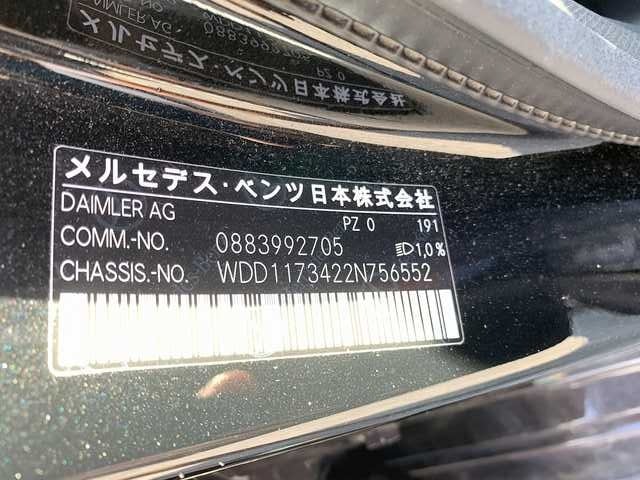 メルセデス・ベンツ日本株式会社
DAIMLER AG PZ 0 191
COMM.-NO. 0883992705 1,0%
CHASSIS.-NO. WDD1173422N756552